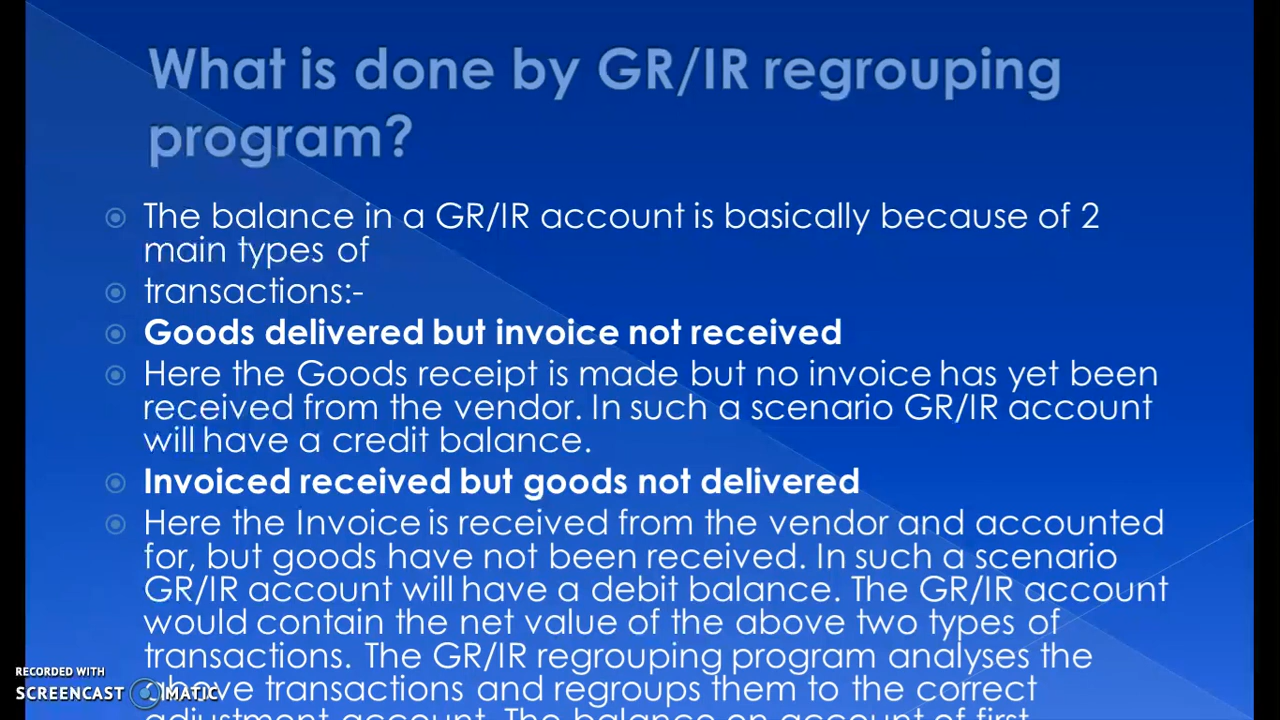 What is done by GR/IR regrouping
program?
The balance in a GR/IR account is basically because of 2
main types of
transactions:-
Goods delivered but invoice not received
Here the Goods receipt is made but no invoice has yet been
received from the vendor. In such a scenario GR/IR account
will have a credit balance.
Invoiced received but goods not delivered
Here the Invoice is received from the vendor and accounted
for, but goods have not been received. In such a scenario
GR/IR account will have a debit balance. The GR/IR account
would contain the net value of the above two types of
transactions. The GR/IR regrouping program analyses the
above transactions and regroups them to the correct
adjustment account. The balance on account of first
RECORDED WITH
SCREENCAST MATIC